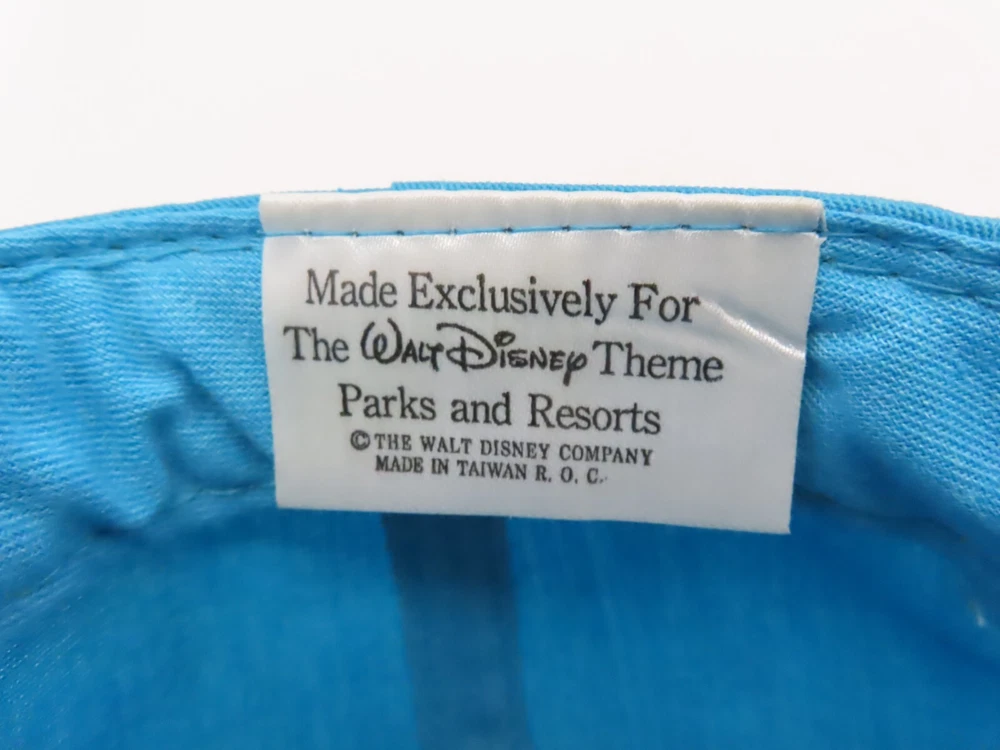 Made Exclusively For
The Walt Disney Theme
Parks and Resorts
© THE WALT DISNEY COMPANY
MADE IN TAIWAN R. O. C.